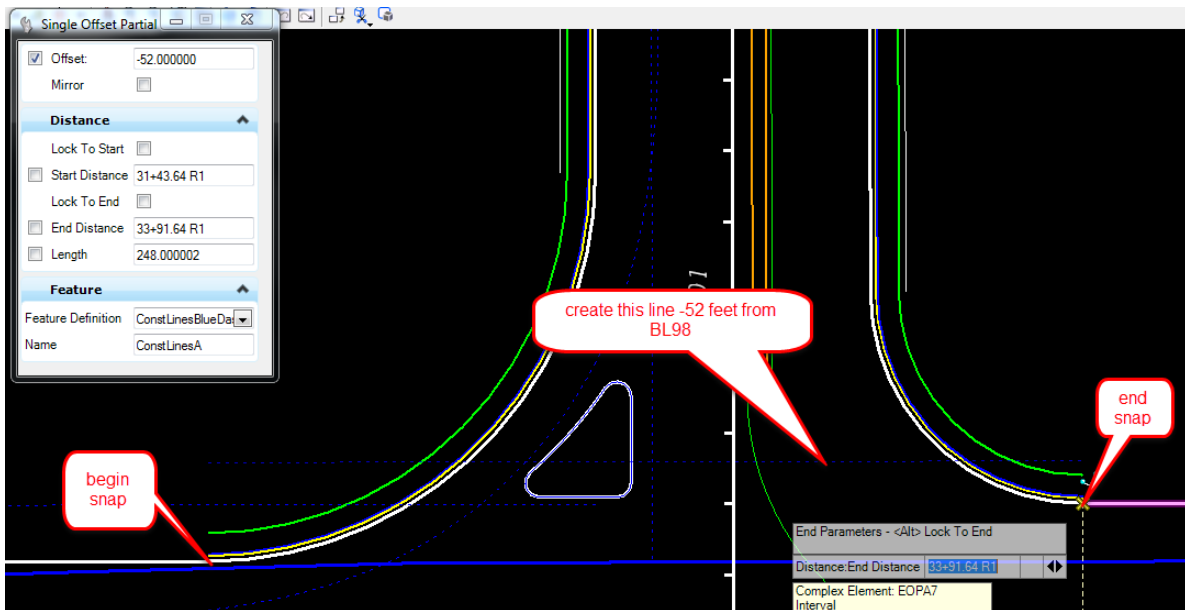 Single Offset Partial
Offset: -52.000000
Mirror
Distance
Lock To Start
Start Distance 31+43.64 R1
Lock To End
End Distance 33+91.64 R1
Length 248.000002
Feature
Feature Definition ConstLinesBlueDa
Name ConstLinesA
create this line -52 feet from
BL98
end
snap
begin
snap
End Parameters - <Alt> Lock To End
Distance:End Distance 33+91.64 R1
Complex Element: EOPA7
Interval